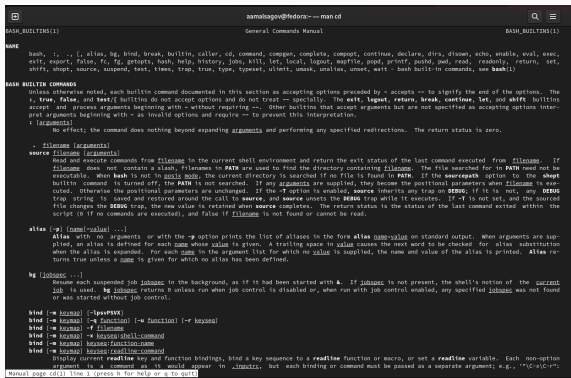 aamalsagov@fedora:~ — man cd
BASH_BUILTINS(1) General Commands Manual BASH_BUILTINS(1)
NAME
bash, :, ., [, alias, bg, bind, break, builtin, caller, cd, command, compgen, complete, compopt, continue, declare, dirs, disown, echo, enable, eval, exec,
exit, export, false, fc, fg, getopts, hash, help, history, jobs, kill, let, local, logout, mapfile, popd, printf, pushd, pwd, read, readonly, return, set,
shift, shopt, source, suspend, test, times, trap, true, type, typeset, ulimit, umask, unalias, unset, wait - bash built-in commands, see bash(1)
BASH BUILTIN COMMANDS
Unless otherwise noted, each builtin command documented in this section as accepting options preceded by - accepts -- to signify the end of the options. The
:, true, false, and test/[ builtins do not accept options and do not treat -- specially. The exit, logout, return, break, continue, let, and shift builtins
accept and process arguments beginning with - without requiring --. Other builtins that accept arguments but are not specified as accepting options inter‐
pret arguments beginning with - as invalid options and require -- to prevent this interpretation.
: [arguments]
No effect; the command does nothing beyond expanding arguments and performing any specified redirections. The return status is zero.
. filename [arguments]
source filename [arguments]
Read and execute commands from filename in the current shell environment and return the exit status of the last command executed from filename. If
filename does not contain a slash, filenames in PATH are used to find the directory containing filename. The file searched for in PATH need not be
executable. When bash is not in posix mode, the current directory is searched if no file is found in PATH. If the sourcepath option to the shopt
builtin command is turned off, the PATH is not searched. If any arguments are supplied, they become the positional parameters when filename is exe‐
cuted. Otherwise the positional parameters are unchanged. If the -T option is enabled, source inherits any trap on DEBUG; if it is not, any DEBUG
trap string is saved and restored around the call to source, and source unsets the DEBUG trap while it executes. If -T is not set, and the sourced
file changes the DEBUG trap, the new value is retained when source completes. The return status is the status of the last command exited within the
script (0 if no commands are executed), and false if filename is not found or cannot be read.
alias [-p] [name[=value] ...]
Alias with no arguments or with the -p option prints the list of aliases in the form alias name=value on standard output. When arguments are sup‐
plied, an alias is defined for each name whose value is given. A trailing space in value causes the next word to be checked for alias substitution
when the alias is expanded. For each name in the argument list for which no value is supplied, the name and value of the alias is printed. Alias re‐
turns true unless a name is given for which no alias has been defined.
bg [jobspec ...]
Resume each suspended job jobspec in the background, as if it had been started with &. If jobspec is not present, the shell's notion of the current
job is used. bg jobspec returns 0 unless run when job control is disabled or, when run with job control enabled, any specified jobspec was not found
or was started without job control.
bind [-m keymap] [-lpsvPSVX]
bind [-m keymap] [-q function] [-u function] [-r keyseq]
bind [-m keymap] -f filename
bind [-m keymap] -x keyseq:shell-command
bind [-m keymap] keyseq:function-name
bind [-m keymap] keyseq:readline-command
Display current readline key and function bindings, bind a key sequence to a readline function or macro, or set a readline variable. Each non-option
argument is a command as it would appear in .inputrc, but each binding or command must be passed as a separate argument; e.g., '"\C-x\C-r":
Manual page cd(1) line 1 (press h for help or q to quit)